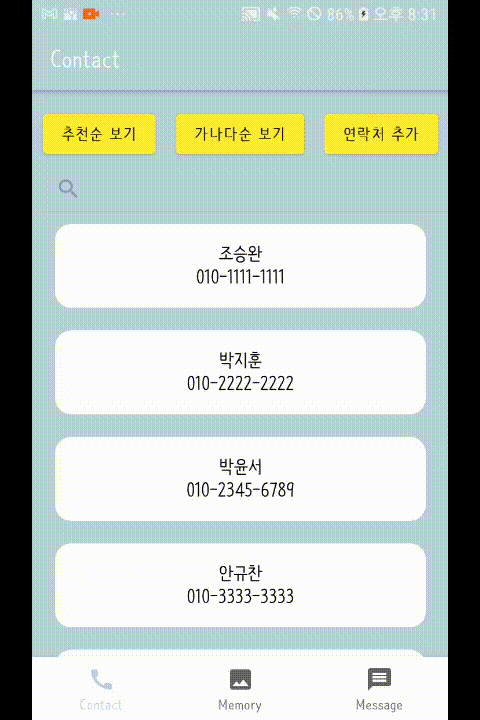 86% 오후 8:31
Contact
추천순 보기 가나다순 보기 연락처 추가
조승완
010-1111-1111
박지훈
010-2222-2222
박윤서
010-2345-6789
안규찬
010-3333-3333
Contact Memory Message